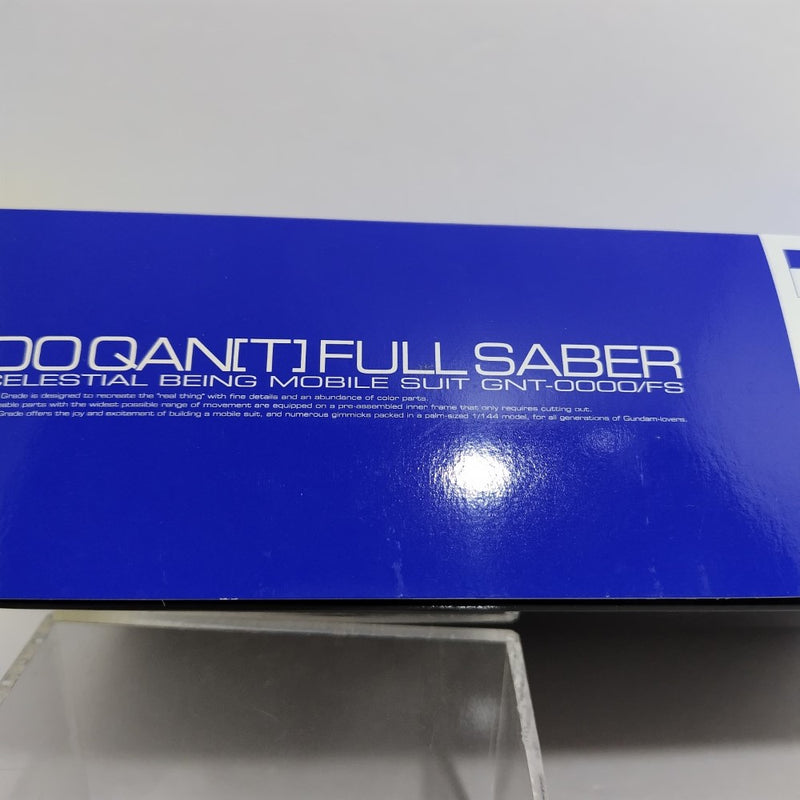 00 QAN[T] FULL SABER
CELESTIAL BEING MOBILE SUIT GNT-0000/FS
Grade is designed to recreate the "real thing" with fine details and an abundance of color parts.
parts with the widest possible range of movement are equipped on a pre-assembled inner frame that only requires cutting out.
Grade offers the joy and excitement of building a mobile suit, and numerous gimmicks packed in a palm-sized 1/144 model, for all generations of Gundam-lovers.